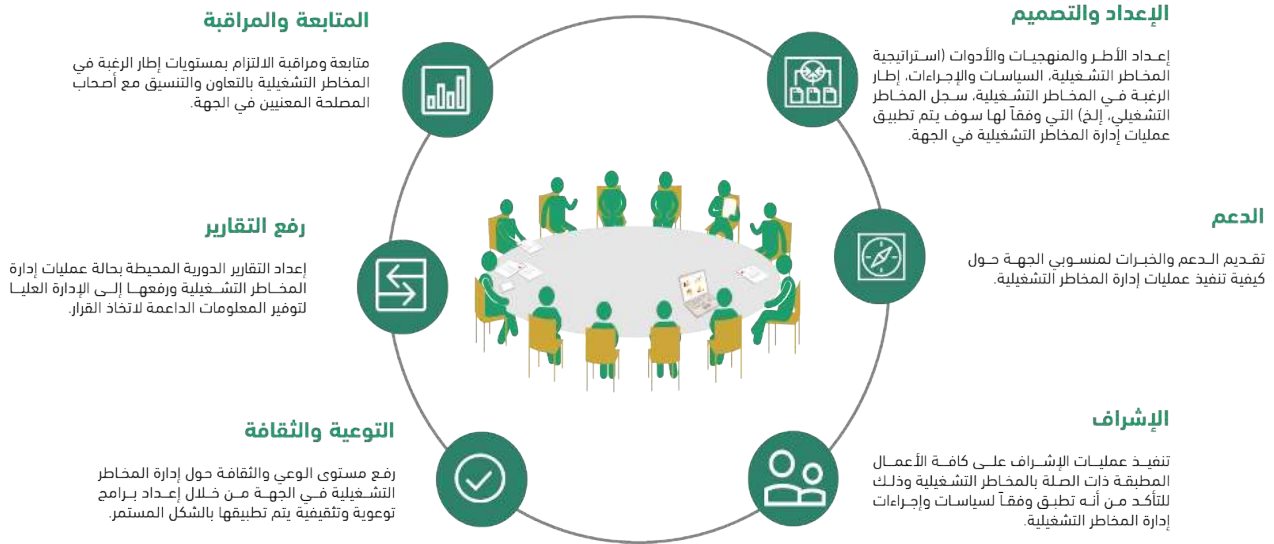 الإعداد والتصميم
إعداد الأطر والمنهجيات والأدوات (استراتيجية
المخاطر التشغيلية، السياسات والإجراءات، إطار
الرغبة في المخاطر التشغيلية، سجل المخاطر
التشغيلي، إلخ) التي وفقاً لها سوف يتم تطبيق
عمليات إدارة المخاطر التشغيلية في الجهة.
الدعم
تقديم الدعم والخبرات لمنسوبي الجهة حول
كيفية تنفيذ عمليات إدارة المخاطر التشغيلية.
الإشراف
تنفيذ عمليات الإشراف على كافة الأعمال
المطبقة ذات الصلة بالمخاطر التشغيلية وذلك
للتأكد من أنه تطبق وفقاً لسياسات وإجراءات
إدارة المخاطر التشغيلية.
المتابعة والمراقبة
متابعة ومراقبة الالتزام بمستويات إطار الرغبة في
المخاطر التشغيلية بالتعاون والتنسيق مع أصحاب
المصلحة المعنيين في الجهة.
رفع التقارير
إعداد التقارير الدورية المحيطة بحالة عمليات إدارة
المخاطر التشغيلية ورفعها إلى الإدارة العليا
لتوفير المعلومات الداعمة لاتخاذ القرار.
التوعية والثقافة
رفع مستوى الوعي والثقافة حول إدارة المخاطر
التشغيلية في الجهة من خلال إعداد برامج
توعوية وتثقيفية يتم تطبيقها بالشكل المستمر.